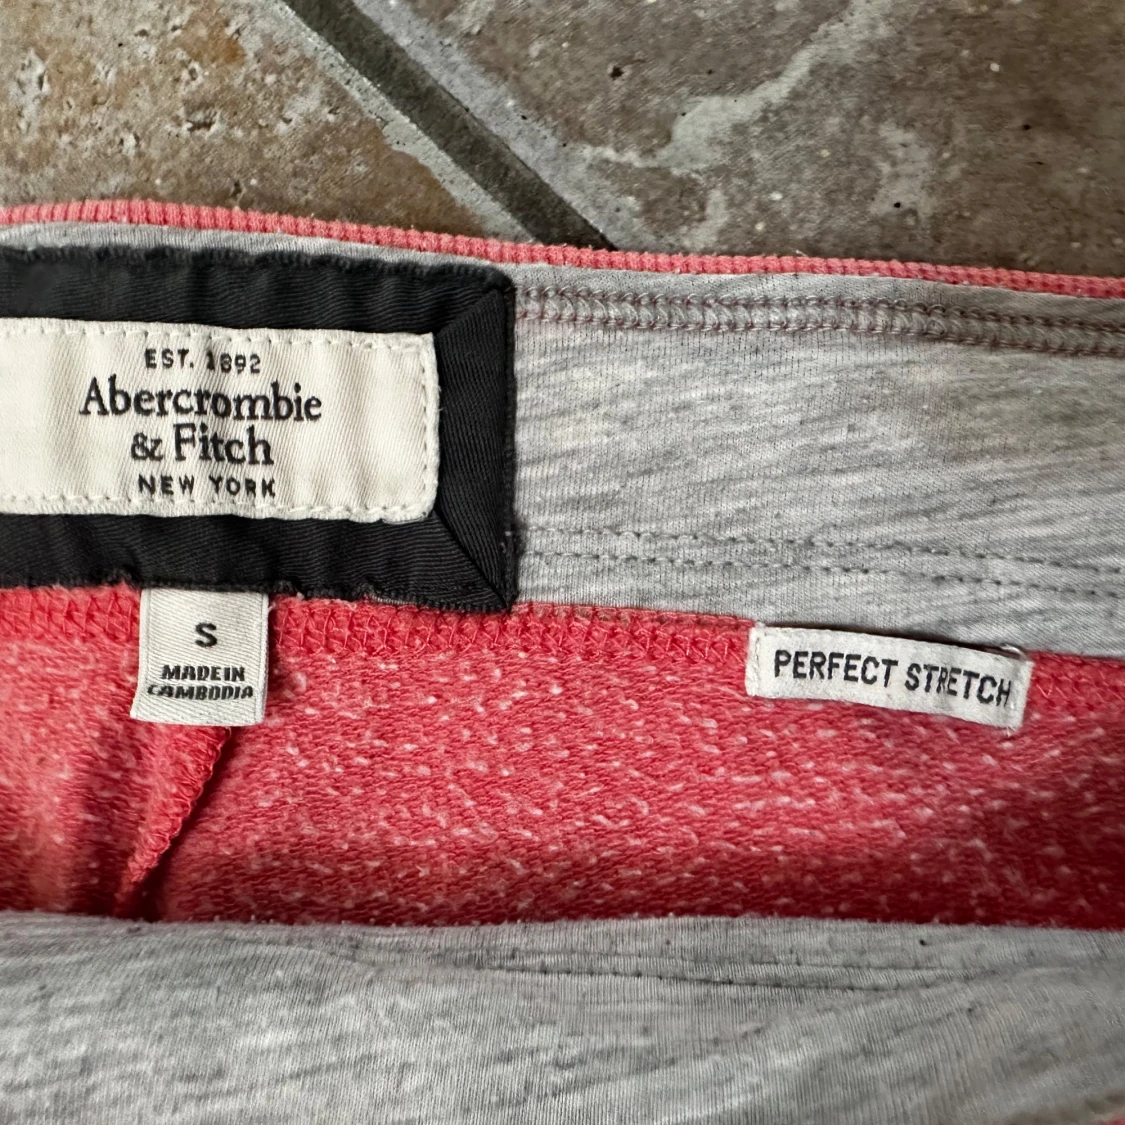 EST. 1892
Abercrombie
& Fitch
NEW YORK
S
MADE IN
CAMBODIA
PERFECT STRETCH